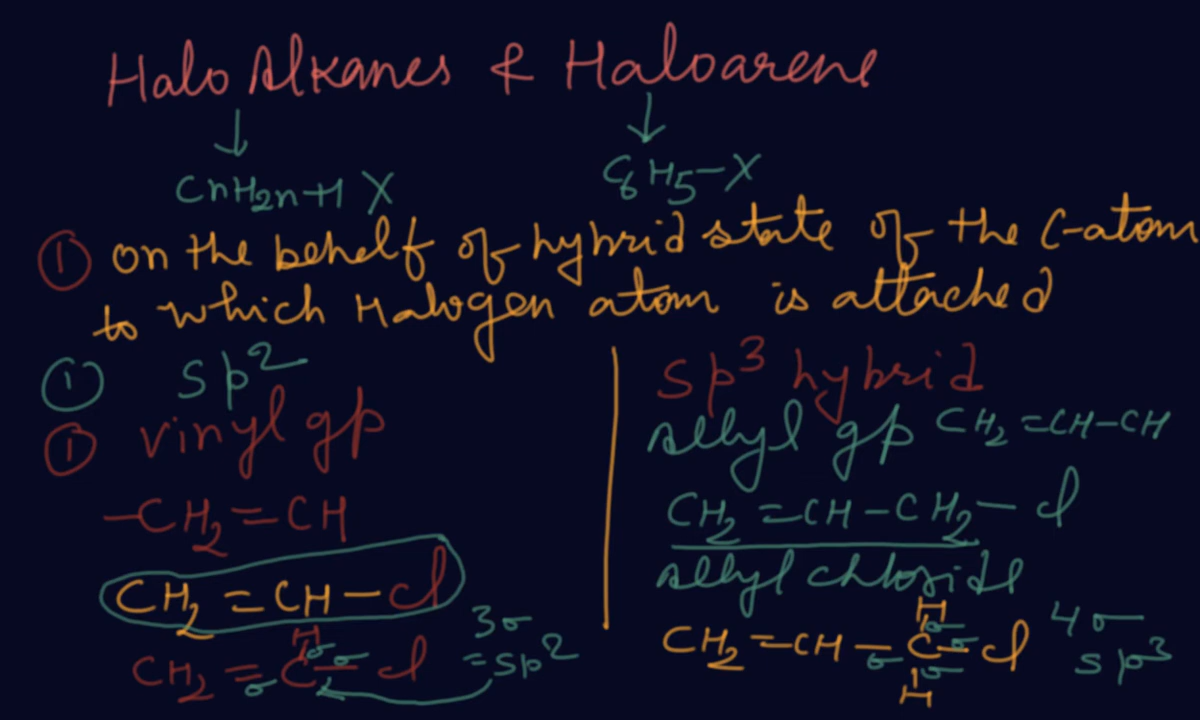 Halo Alkanes & Haloarene
CnH2n+1 X
C6H5-X
① on the behalf of hybrid state of the C-atom
to which Halogen atom is attached
① sp²
① vinyl gp
-CH2=CH
CH2=CH-Cl
H
CH2=C-Cl
σ σ σ
3σ
=sp²
sp³ hybrid
allyl gp CH2=CH-CH
CH2=CH-CH2-Cl
allyl chloride
H
CH2=CH-C-Cl
σ σ σ σ
H
4σ
sp³